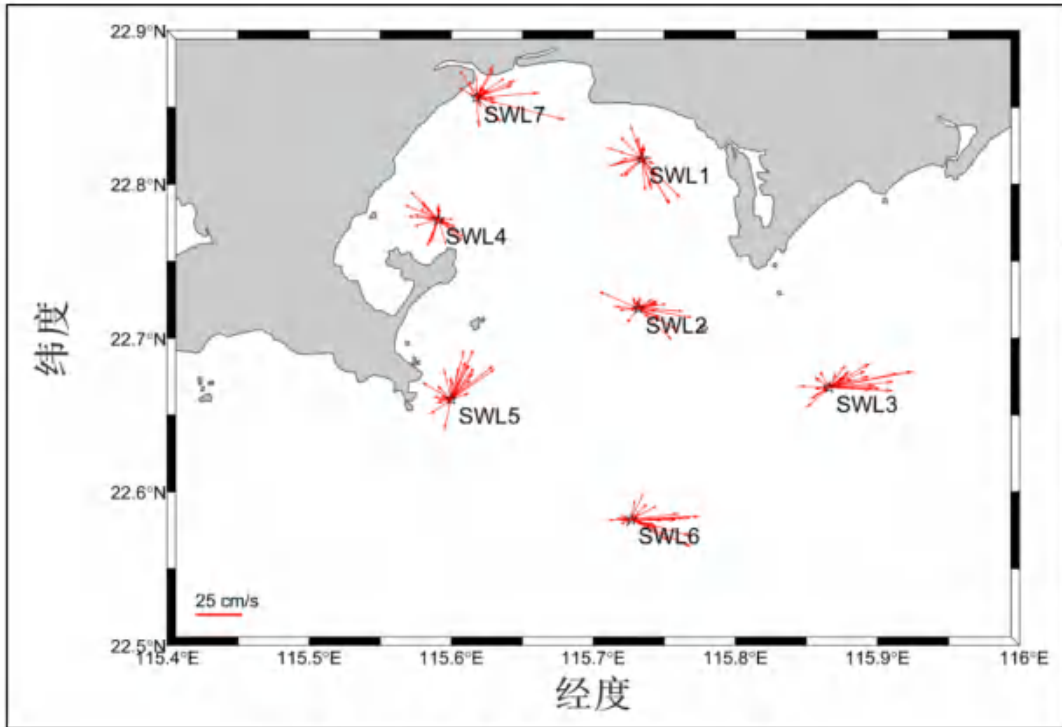 22.9°N
SWL7
SWL1
22.8°N
SWL4
SWL2
22.7°N
SWL3
SWL5
22.6°N
SWL6
25 cm/s
22.5°N
115.4°E 115.5°E 115.6°E 115.7°E 115.8°E 115.9°E 116°E
纬度
经度